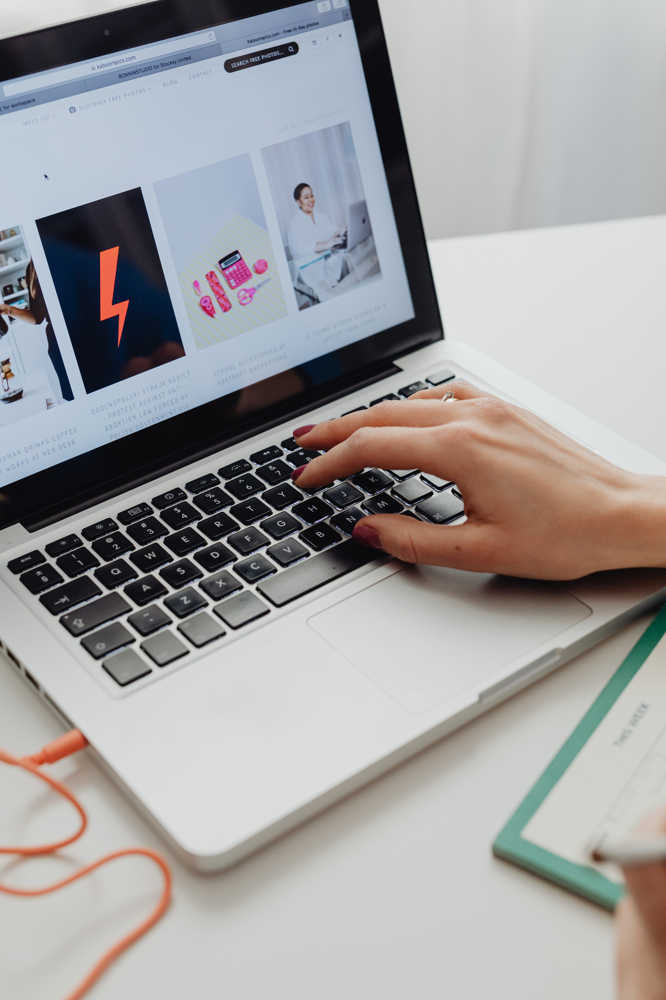 kaboompics.com
2 for workspace
BONNINSTUDIO for Stocksy United
Kaboompics.com - Free Hi-Res photos
MEET US!
DISCOVER FREE PHOTOS
BLOG
CONTACT
SEARCH FREE PHOTOS...
SEE ALL PHOTOSHOOTS
WOMAN DRINKS COFFEE
WORKS AT HER DESK
OGÓLNOPOLSKI STRAJK KOBIET
- PROTEST AGAINST ANTI-
ABORTION LAW FORCED BY
POLISH GOVERNMENT PIS
SCHOOL ACCESSORIES AT
ABSTRACT BACKGROUND
A YOUNG WOMAN WORKS ON A
LAPTOP FROM HOME
esc F1 F2 F3 F4 F5 F6 F7
± § ! 1 @ 2 # 3 $ 4 % 5 ^ 6 & 7 * 8
Q W E R T Y
A S D F G H J K
Z X C V B N M <,
⌘ cmd
THIS WEEK